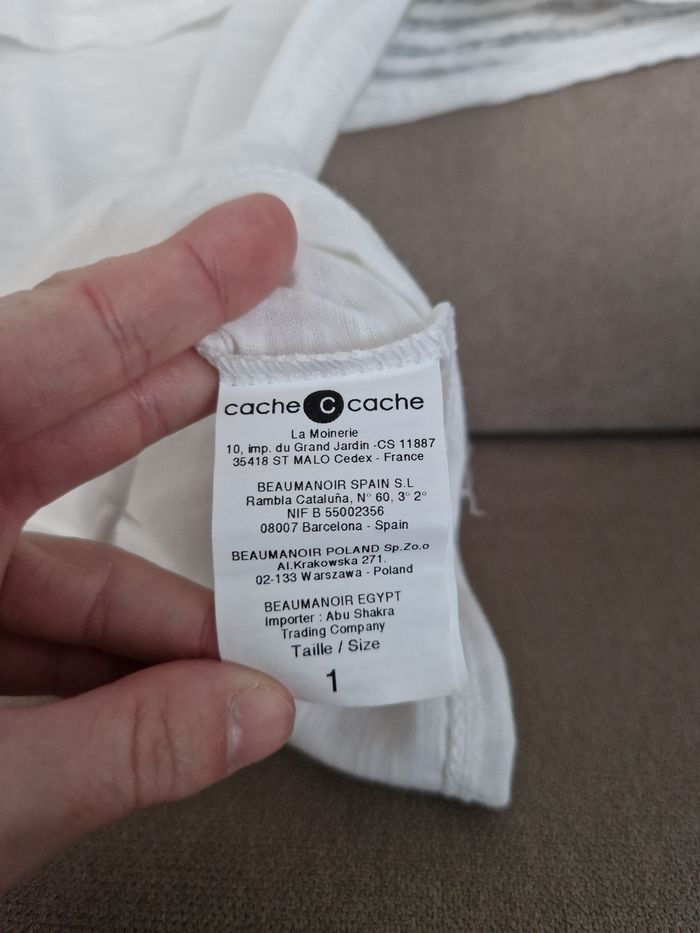 cache C cache
La Moinerie
10, imp. du Grand Jardin -CS 11887
35418 ST MALO Cedex - France
BEAUMANOIR SPAIN S.L
Rambla Cataluña, N° 60, 3° 2°
NIF B 55002356
08007 Barcelona - Spain
BEAUMANOIR POLAND Sp.Zo.o
Al.Krakowska 271.
02-133 Warszawa - Poland
BEAUMANOIR EGYPT
Importer : Abu Shakra
Trading Company
Taille / Size
1